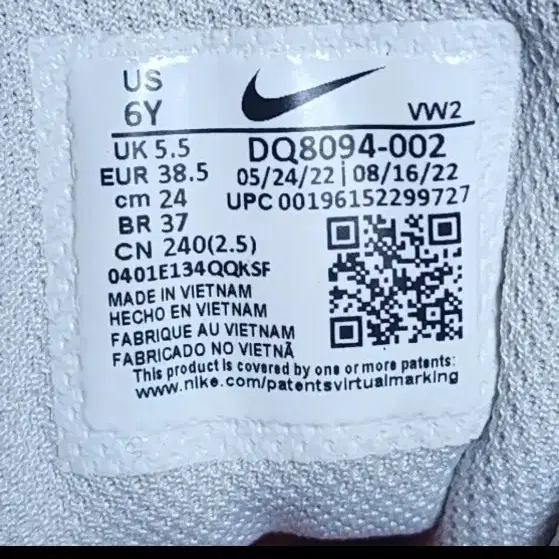 US
6Y
VW2
UK 5.5
DQ8094-002
EUR 38.5
05/24/22 | 08/16/22
cm 24
UPC 00196152299727
BR 37
CN 240(2.5)
0401E134QQKSF
MADE IN VIETNAM
HECHO EN VIETNAM
FABRIQUE AU VIETNAM
FABRICADO NO VIETNÃ
This product is covered by one or more patents:
www.nike.com/patentsvirtualmarking